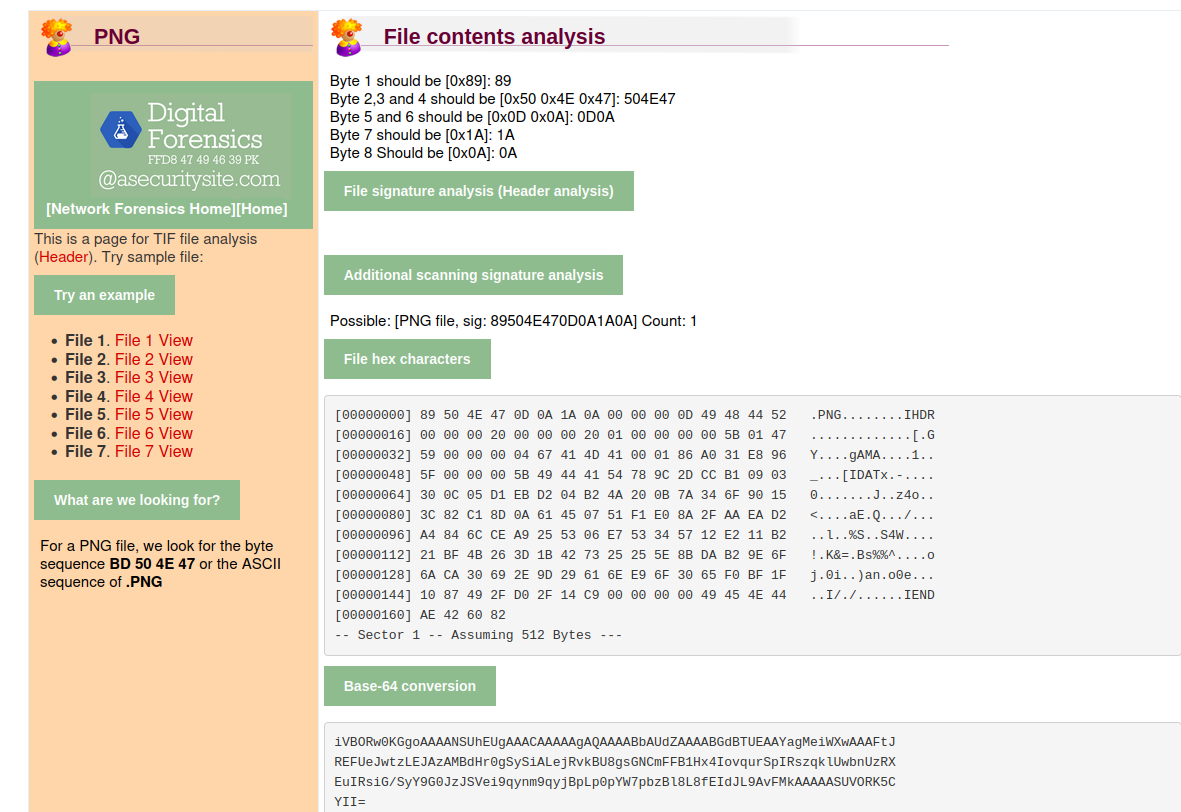 PNG
Digital
Forensics
FFD8 47 49 46 39 PK
@asecuritysite.com
[Network Forensics Home][Home]
This is a page for TIF file analysis
(Header). Try sample file:
Try an example
File 1. File 1 View
File 2. File 2 View
File 3. File 3 View
File 4. File 4 View
File 5. File 5 View
File 6. File 6 View
File 7. File 7 View
What are we looking for?
For a PNG file, we look for the byte
sequence BD 50 4E 47 or the ASCII
sequence of .PNG
File contents analysis
Byte 1 should be [0x89]: 89
Byte 2,3 and 4 should be [0x50 0x4E 0x47]: 504E47
Byte 5 and 6 should be [0x0D 0x0A]: 0D0A
Byte 7 should be [0x1A]: 1A
Byte 8 Should be [0x0A]: 0A
File signature analysis (Header analysis)
Additional scanning signature analysis
Possible: [PNG file, sig: 89504E470D0A1A0A] Count: 1
File hex characters
[00000000] 89 50 4E 47 0D 0A 1A 0A 00 00 00 0D 49 48 44 52   .PNG........IHDR
[00000016] 00 00 00 20 00 00 00 20 01 00 00 00 00 5B 01 47   .............[.G
[00000032] 59 00 00 00 04 67 41 4D 41 00 01 86 A0 31 E8 96   Y....gAMA....1..
[00000048] 5F 00 00 00 5B 49 44 41 54 78 9C 2D CC B1 09 03   _...[IDATx.-....
[00000064] 30 0C 05 D1 EB D2 04 B2 4A 20 0B 7A 34 6F 90 15   0.......J..z4o..
[00000080] 3C 82 C1 8D 0A 61 45 07 51 F1 E0 8A 2F AA EA D2   <....aE.Q.../...
[00000096] A4 84 6C CE A9 25 53 06 E7 53 34 57 12 E2 11 B2   ..l..%S..S4W....
[00000112] 21 BF 4B 26 3D 1B 42 73 25 25 5E 8B DA B2 9E 6F   !.K&=.Bs%%^....o
[00000128] 6A CA 30 69 2E 9D 29 61 6E E9 6F 30 65 F0 BF 1F   j.0i..)an.o0e...
[00000144] 10 87 49 2F D0 2F 14 C9 00 00 00 00 49 45 4E 44   ..I/./......IEND
[00000160] AE 42 60 82
-- Sector 1 -- Assuming 512 Bytes ---
Base-64 conversion
iVBORw0KGgoAAAANSUhEUgAAACAAAAAgAQAAAABbAUdZAAAABGdBTUEAAYagMeiWXwAAAFtJ
REFUeJwtzLEJAzAMBdHr0gSySiALejRvkBU8gsGNCmFFB1Hx4IovqurSpIRszqklUwbnUzRX
EuIRsiG/SyY9G0JzJSVei9qynm9qyjBpLp0pYW7pbzBl8L8fEIdJL9AvFMkAAAAASUVORK5C
YII=